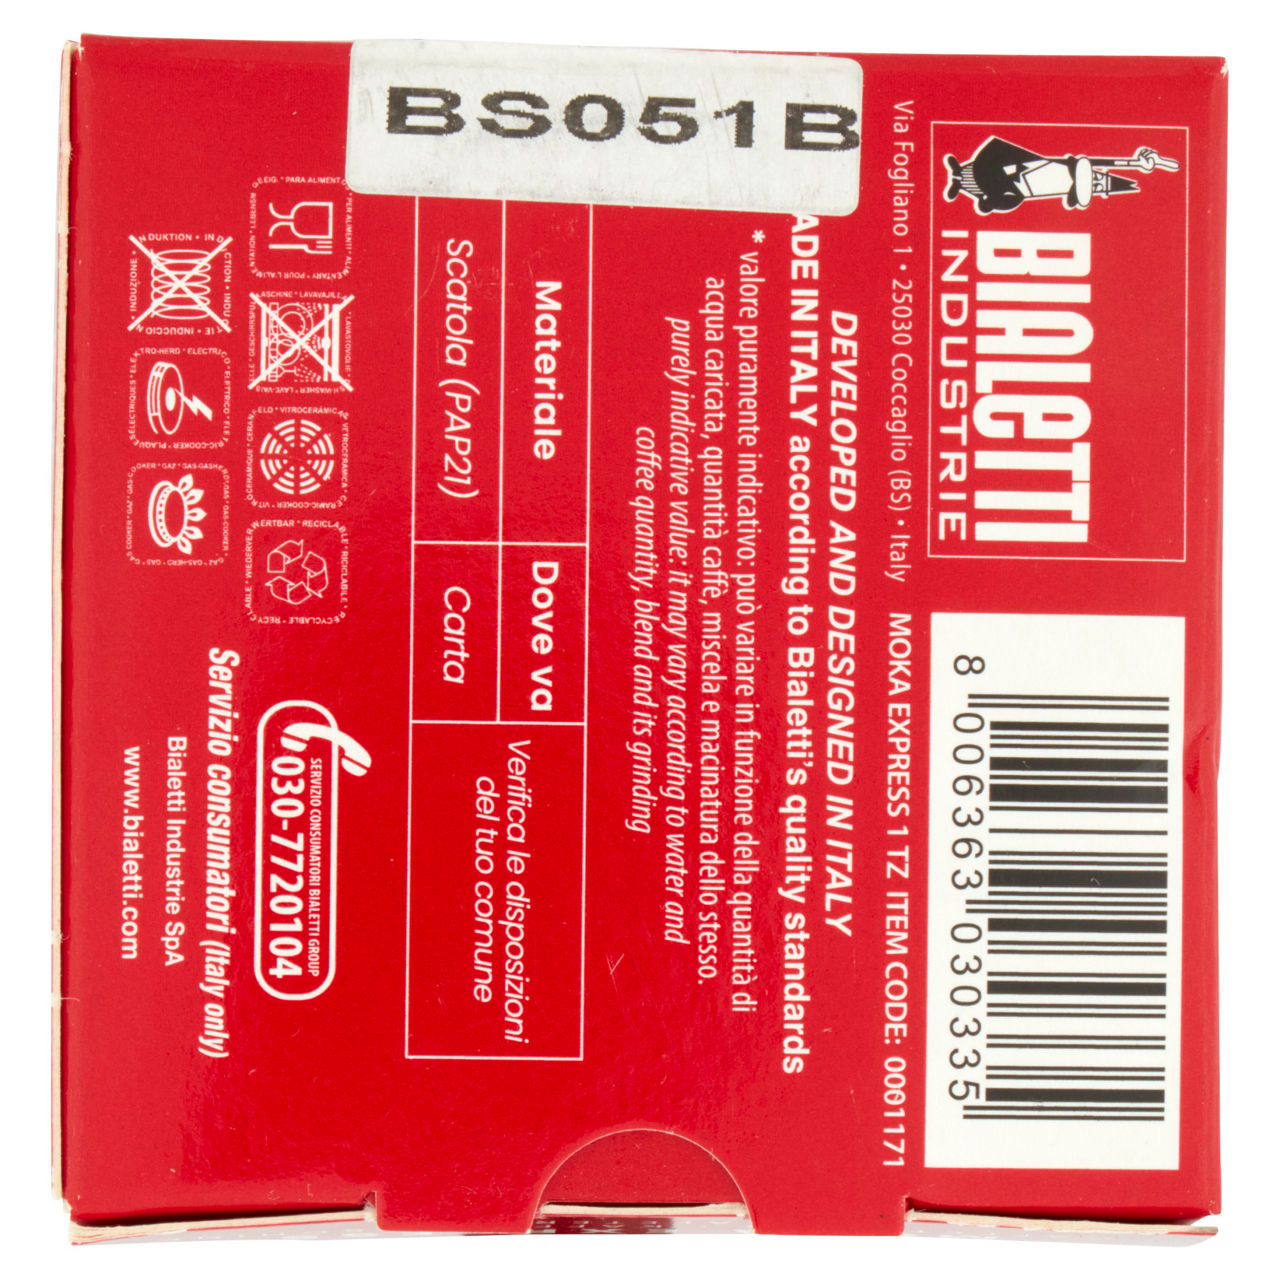 BS051B
BIALETTI
INDUSTRIE
Via Fogliano 1 • 25030 Coccaglio (BS) • Italy
MOKA EXPRESS 1 TZ ITEM CODE: 0001171
8 006363 030335
DEVELOPED AND DESIGNED IN ITALY
ADE IN ITALY according to Bialetti's quality standards
* valore puramente indicativo: può variare in funzione della quantità di
acqua caricata, quantità caffè, miscela e macinatura dello stesso.
purely indicative value: it may vary according to water and
coffee quantity, blend and its grinding
Materiale
Dove va
Scatola (PAP21)
Carta
Verifica le disposizioni
del tuo comune
SERVIZIO CONSUMATORI BIALETTI GROUP
030-7720104
Servizio consumatori (Italy only)
Bialetti Industrie SpA
www.bialetti.com